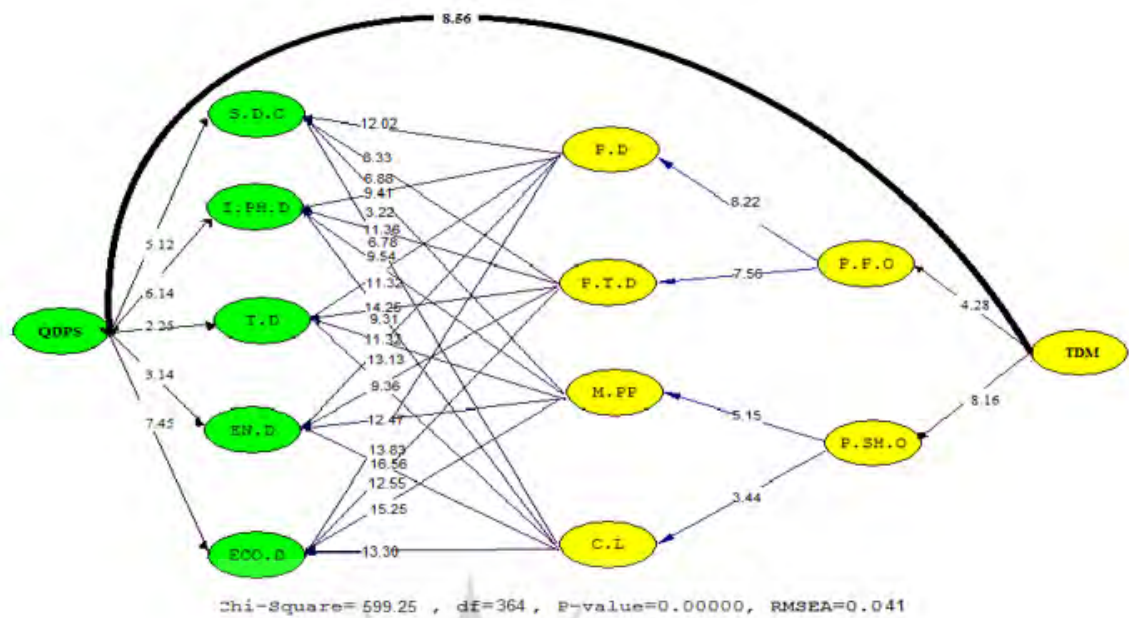 8.56
S.D.C
12.02
P.D
8.33
6.88
I.PH.D
9.41
3.22
8.22
11.36
5.12
6.78
9.54
P.F.O
6.14
P.T.D
7.56
11.32
4.28
14.25
QDPS
2.25
T.D
9.31
11.32
TDM
13.13
3.14
9.36
M.PP
8.16
7.45
12.47
5.15
EN.D
P.SH.O
13.83
16.56
12.55
3.44
15.25
ECO.D
13.30
C.L
Chi-Square= 599.25 , df=364, P-value=0.00000, RMSEA=0.041